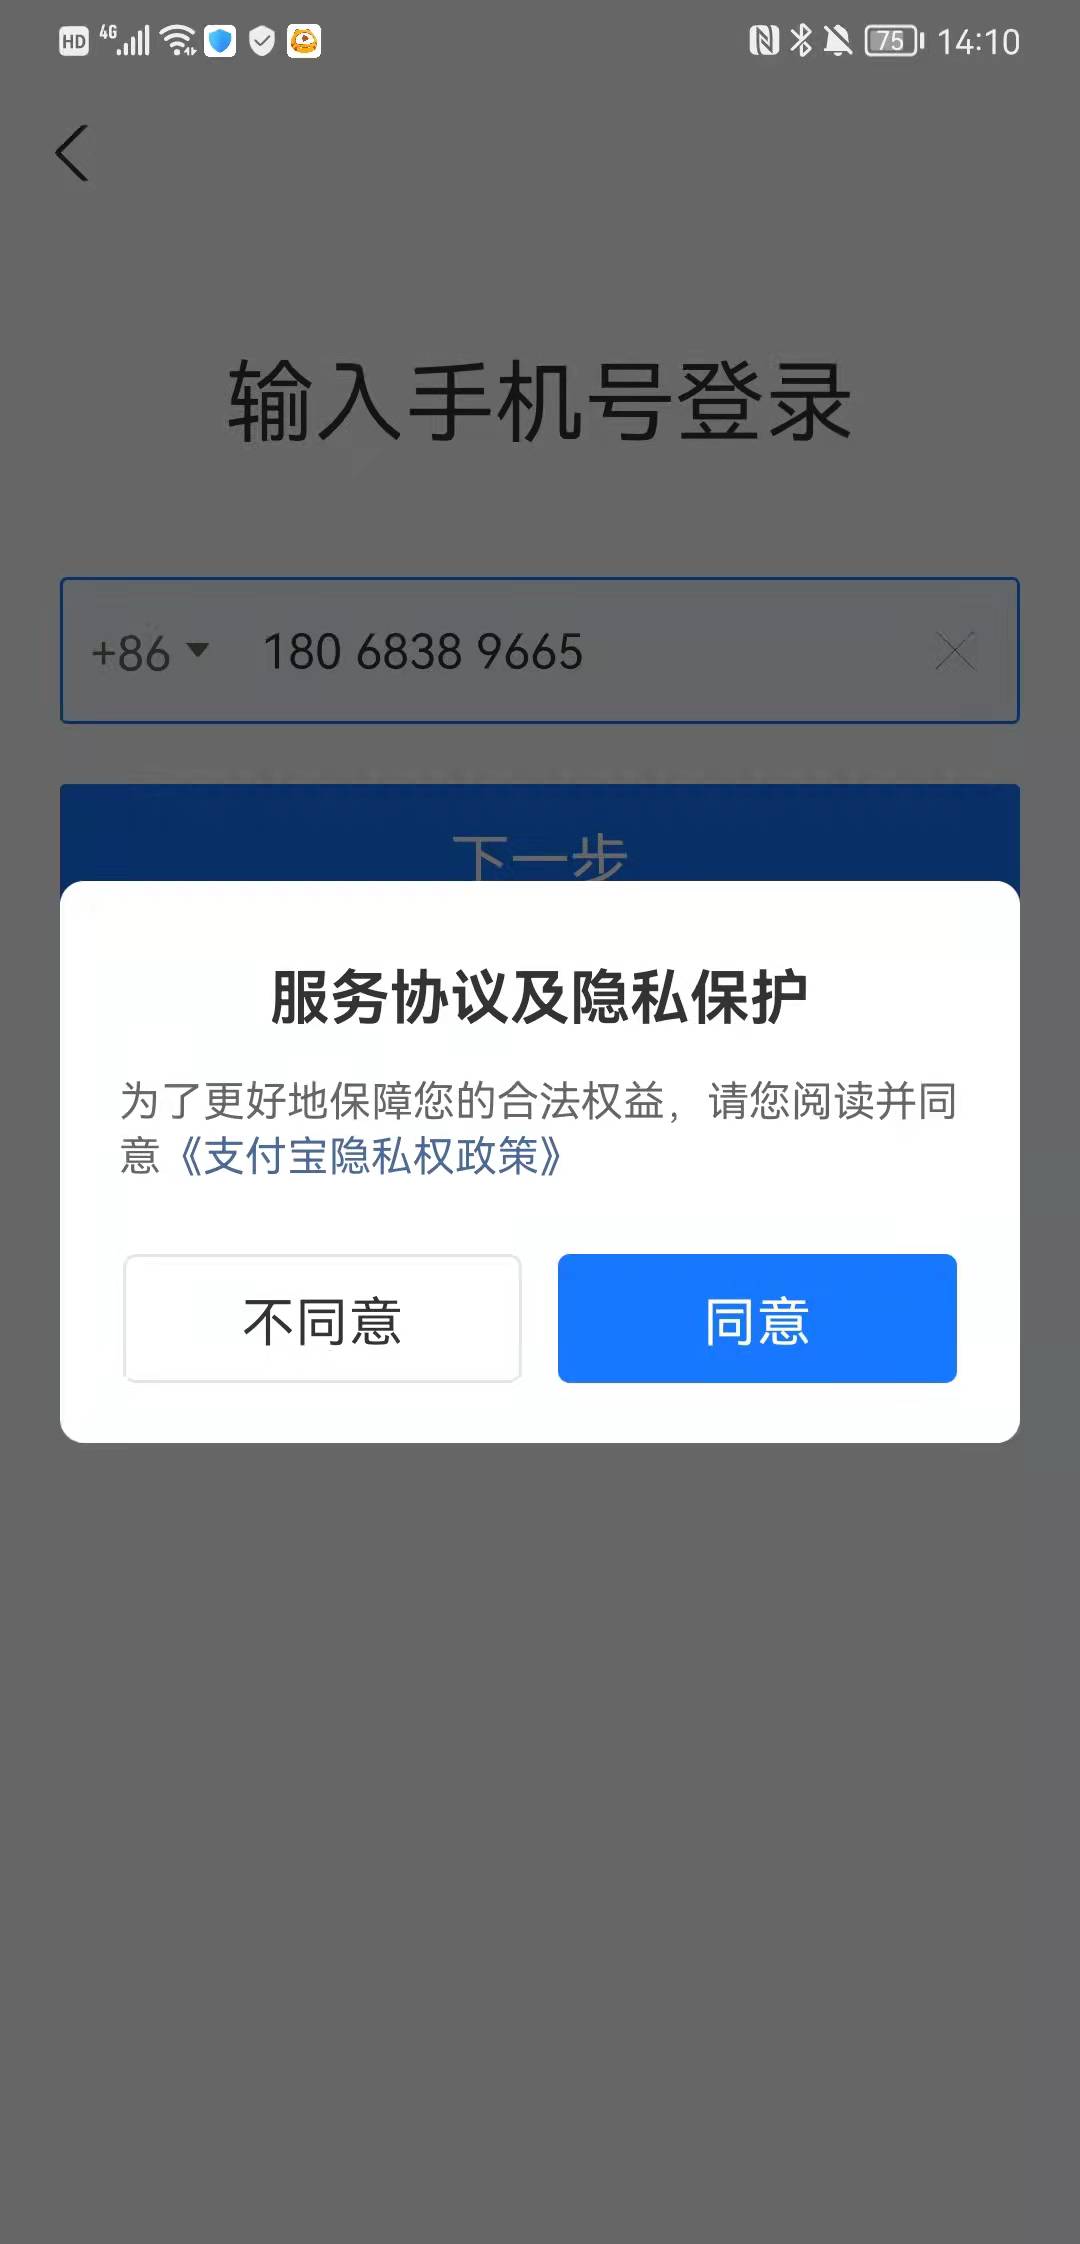 HD 4G 75 14:10
输入手机号登录
+86 180 6838 9665
下一步
服务协议及隐私保护
为了更好地保障您的合法权益，请您阅读并同
意《支付宝隐私权政策》
不同意 同意